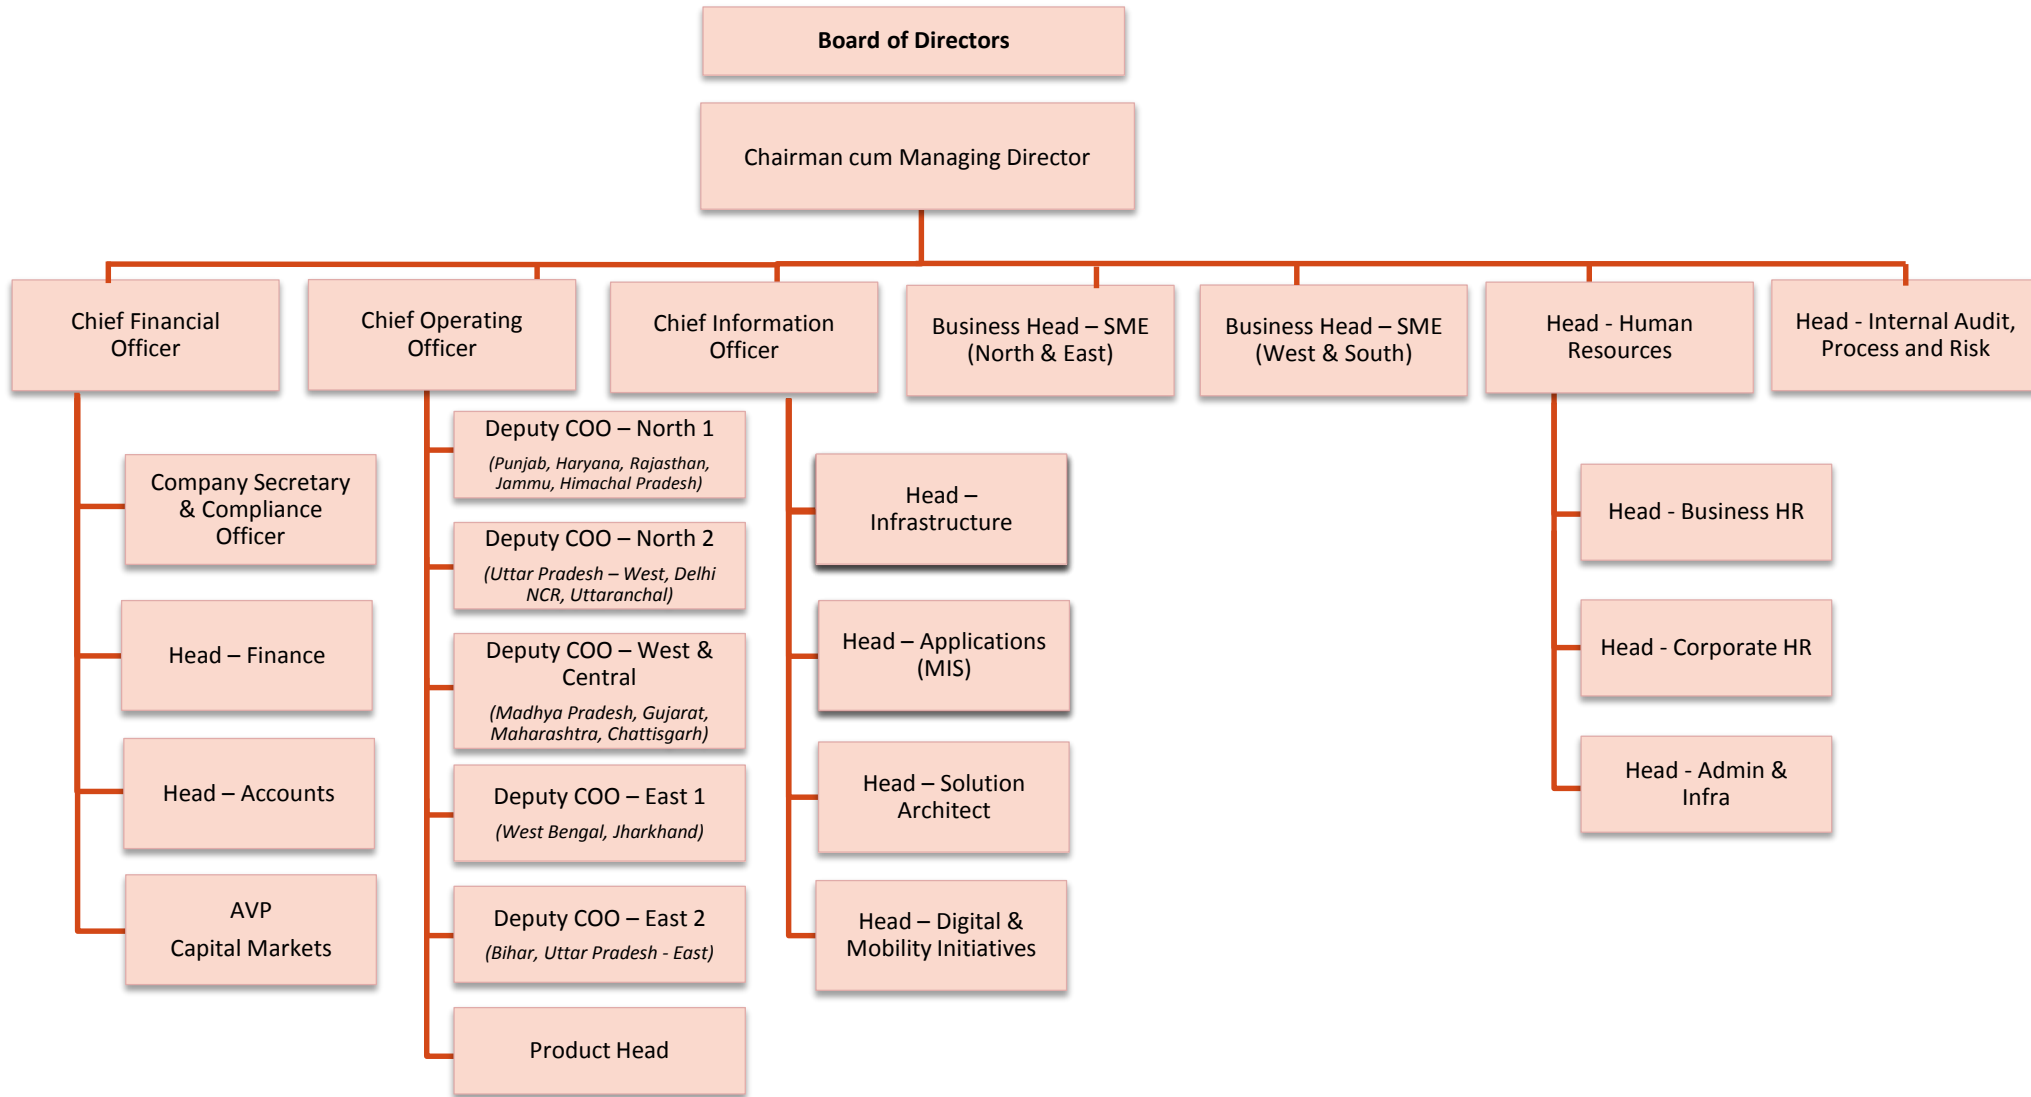 Board of Directors
Chairman cum Managing Director
Chief Financial
Officer
Chief Operating
Officer
Chief Information
Officer
Business Head – SME
(North & East)
Business Head – SME
(West & South)
Head - Human
Resources
Head - Internal Audit,
Process and Risk
Company Secretary
& Compliance
Officer
Head – Finance
Head – Accounts
AVP
Capital Markets
Deputy COO – North 1
(Punjab, Haryana, Rajasthan,
Jammu, Himachal Pradesh)
Deputy COO – North 2
(Uttar Pradesh – West, Delhi
NCR, Uttaranchal)
Deputy COO – West &
Central
(Madhya Pradesh, Gujarat,
Maharashtra, Chattisgarh)
Deputy COO – East 1
(West Bengal, Jharkhand)
Deputy COO – East 2
(Bihar, Uttar Pradesh - East)
Product Head
Head –
Infrastructure
Head – Applications
(MIS)
Head – Solution
Architect
Head – Digital &
Mobility Initiatives
Head - Business HR
Head - Corporate HR
Head - Admin &
Infra